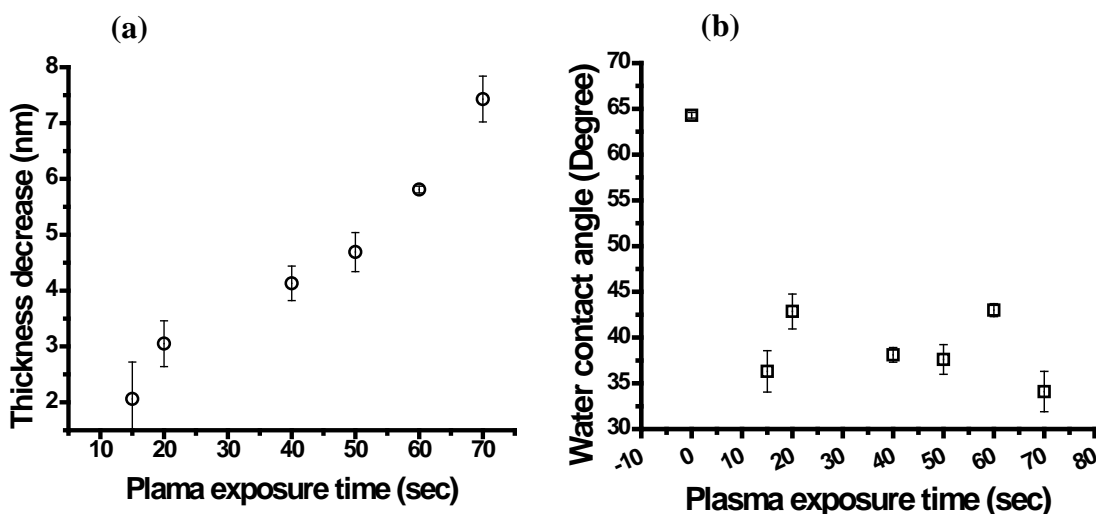 (a)
8
7
6
5
4
3
2
10 20 30 40 50 60 70
Thickness decrease (nm)
Plama exposure time (sec)
(b)
70
65
60
55
50
45
40
35
30
-10 0 10 20 30 40 50 60 70 80
Water contact angle (Degree)
Plasma exposure time (sec)